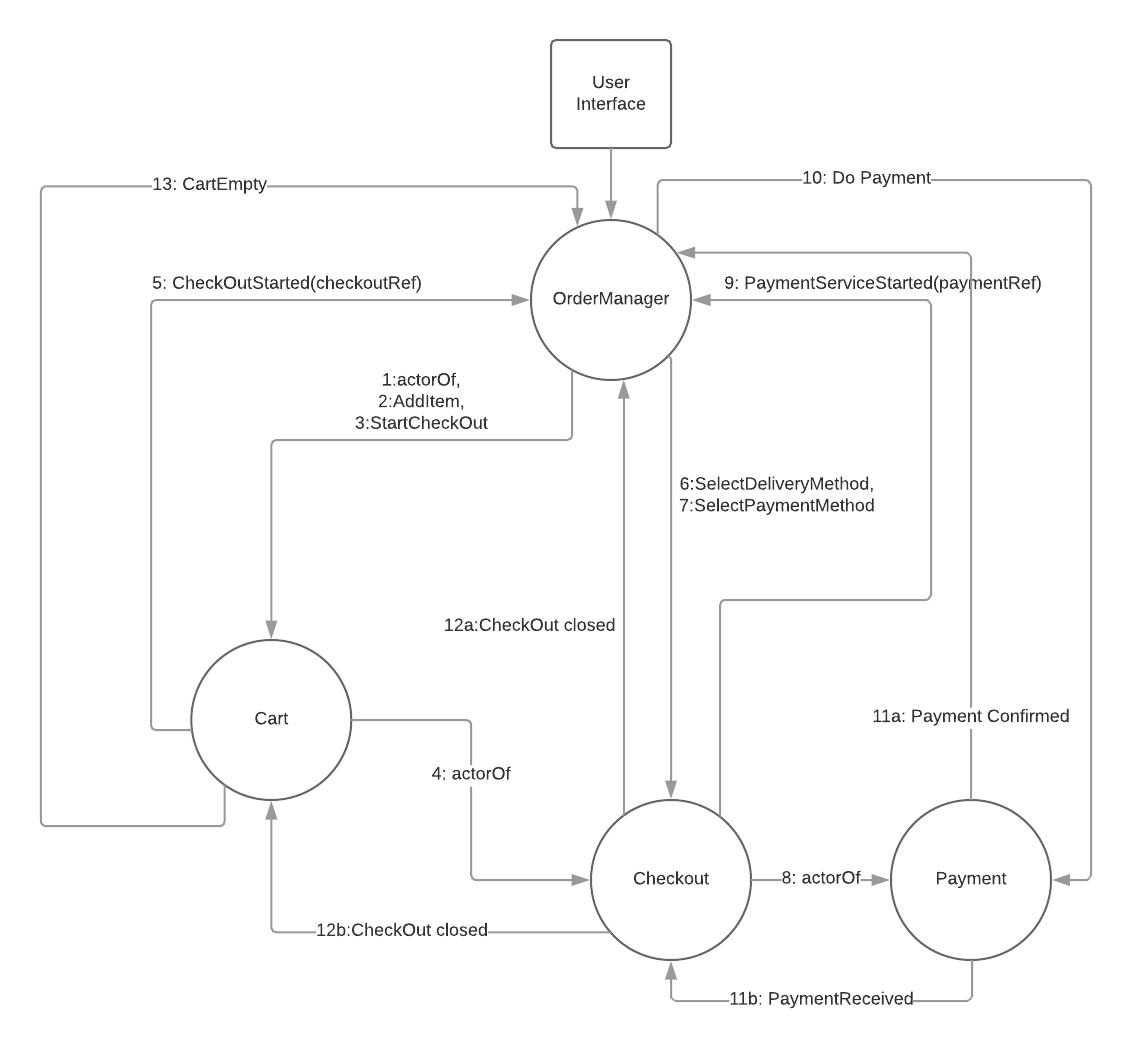 User
Interface
13: CartEmpty
10: Do Payment
5: CheckOutStarted(checkoutRef)
OrderManager
9: PaymentServiceStarted(paymentRef)
1:actorOf,
2:AddItem,
3:StartCheckOut
6:SelectDeliveryMethod,
7:SelectPaymentMethod
12a:CheckOut closed
Cart
11a: Payment Confirmed
4: actorOf
Checkout
8: actorOf
Payment
12b:CheckOut closed
11b: PaymentReceived